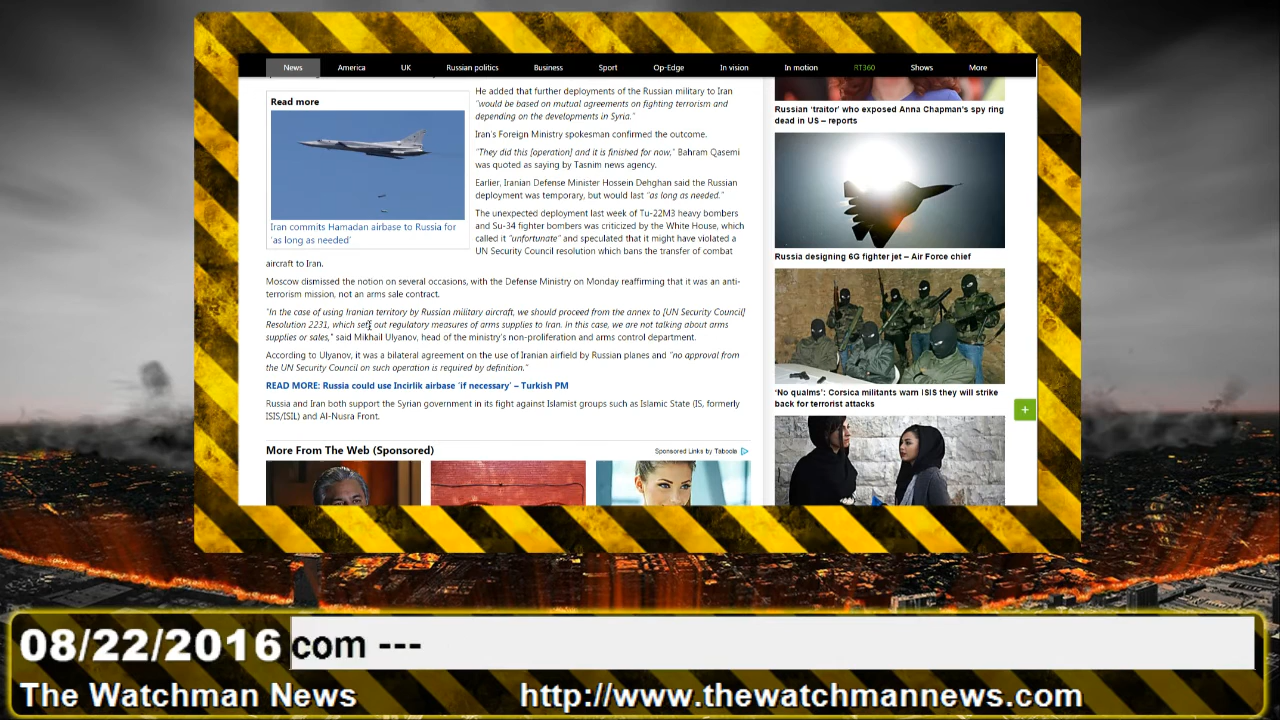 News America UK Russian politics Business Sport Op-Edge In vision In motion RT360 Shows More
Read more
Iran commits Hamadan airbase to Russia for
'as long as needed'
He added that further deployments of the Russian military to Iran
"would be based on mutual agreements on fighting terrorism and
depending on the developments in Syria."
Iran's Foreign Ministry spokesman confirmed the outcome.
"They did this [operation] and it is finished for now," Bahram Qasemi
was quoted as saying by Tasnim news agency.
Earlier, Iranian Defense Minister Hossein Dehghan said the Russian
deployment was temporary, but would last "as long as needed."
The unexpected deployment last week of Tu-22M3 heavy bombers
and Su-34 fighter bombers was criticized by the White House, which
called it "unfortunate" and speculated that it might have violated a
UN Security Council resolution which bans the transfer of combat
aircraft to Iran.
Moscow dismissed the notion on several occasions, with the Defense Ministry on Monday reaffirming that it was an anti-
terrorism mission, not an arms sale contract.
"In the case of using Iranian territory by Russian military aircraft, we should proceed from the annex to [UN Security Council]
Resolution 2231, which sets out regulatory measures of arms supplies to Iran. In this case, we are not talking about arms
supplies or sales," said Mikhail Ulyanov, head of the ministry's non-proliferation and arms control department.
According to Ulyanov, it was a bilateral agreement on the use of Iranian airfield by Russian planes and "no approval from
the UN Security Council on such operation is required by definition."
READ MORE: Russia could use Incirlik airbase 'if necessary' – Turkish PM
Russia and Iran both support the Syrian government in its fight against Islamist groups such as Islamic State (IS, formerly
ISIS/ISIL) and Al-Nusra Front.
More From The Web (Sponsored)
Sponsored Links by Taboola
Russian 'traitor' who exposed Anna Chapman's spy ring
dead in US – reports
Russia designing 6G fighter jet – Air Force chief
'No qualms': Corsica militants warn ISIS they will strike
back for terrorist attacks
+
08/22/2016 com ---
The Watchman News http://www.thewatchmannews.com